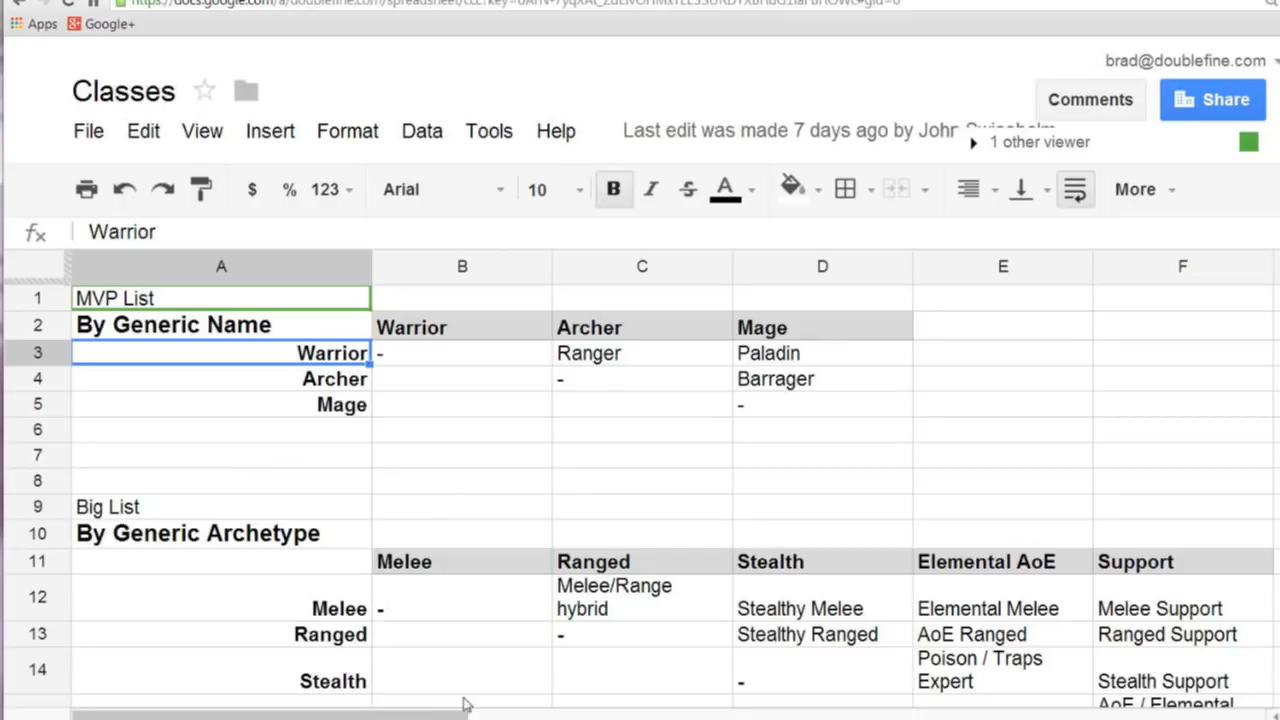 Apps Google+
brad@doublefine.com
Classes
Comments Share
File Edit View Insert Format Data Tools Help Last edit was made 7 days ago by John
1 other viewer
$ % 123 Arial 10 B I S A More
fx Warrior
A B C D E F
1 MVP List
2 By Generic Name Warrior Archer Mage
3 Warrior - Ranger Paladin
4 Archer - Barrager
5 Mage -
6
7
8
9 Big List
10 By Generic Archetype
11 Melee Ranged Stealth Elemental AoE Support
12 Melee - Melee/Range hybrid Stealthy Melee Elemental Melee Melee Support
13 Ranged - Stealthy Ranged AoE Ranged Ranged Support
14 Stealth - Poison / Traps Expert Stealth Support
AoE / Elemental